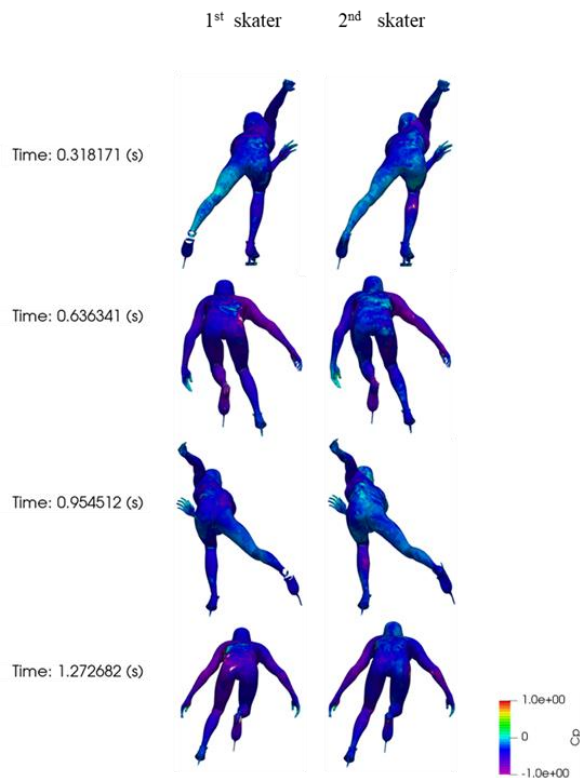 1st skater 2nd skater
Time: 0.318171 (s)
Time: 0.636341 (s)
Time: 0.954512 (s)
Time: 1.272682 (s)
1.0e+00
0
-1.0e+00
Cp